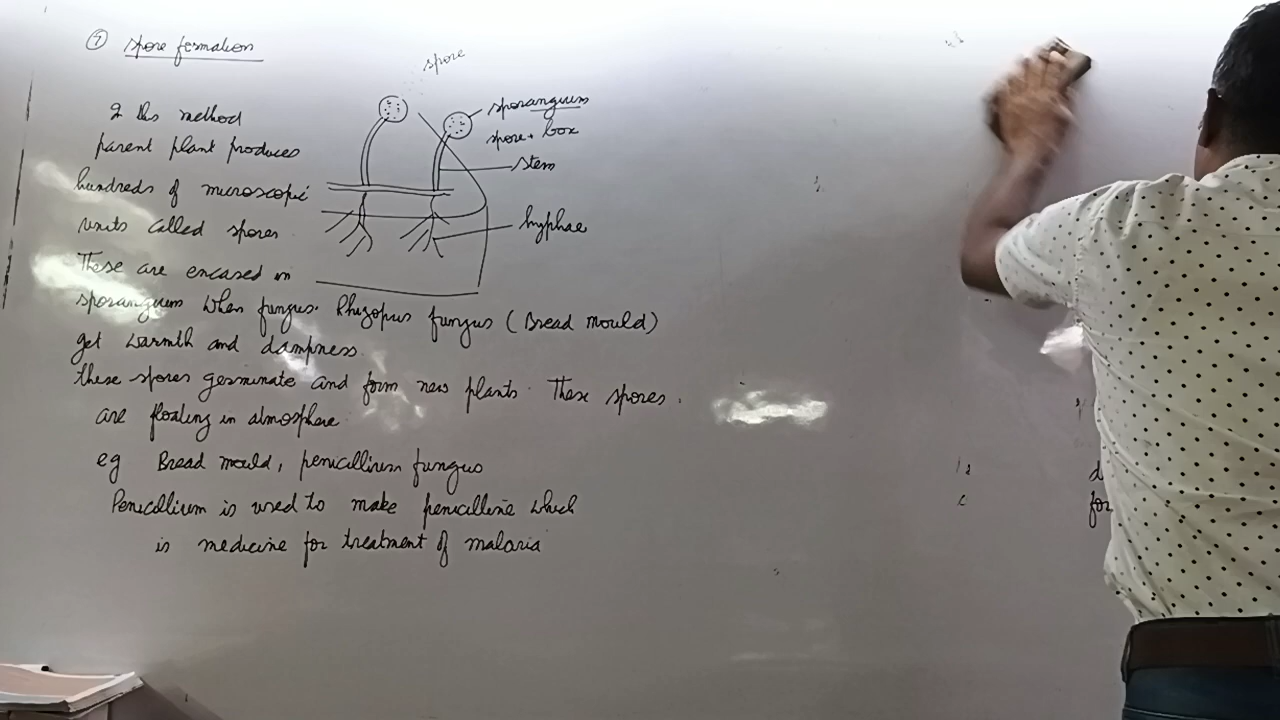 7 Spore formation
spore
sporangium
spore + box
stem
hyphae
In this method
parent plant produces
hundreds of microscopic
units called spores
These are encased in
sporangium when fungus. Rhizopus fungus (Bread mould)
get warmth and dampness.
these spores germinate and form new plants. These spores.
are floating in atmosphere
eg Bread mould, penicillium fungus
Penicillium is used to make penicilline which
is medicine for treatment of malaria
for